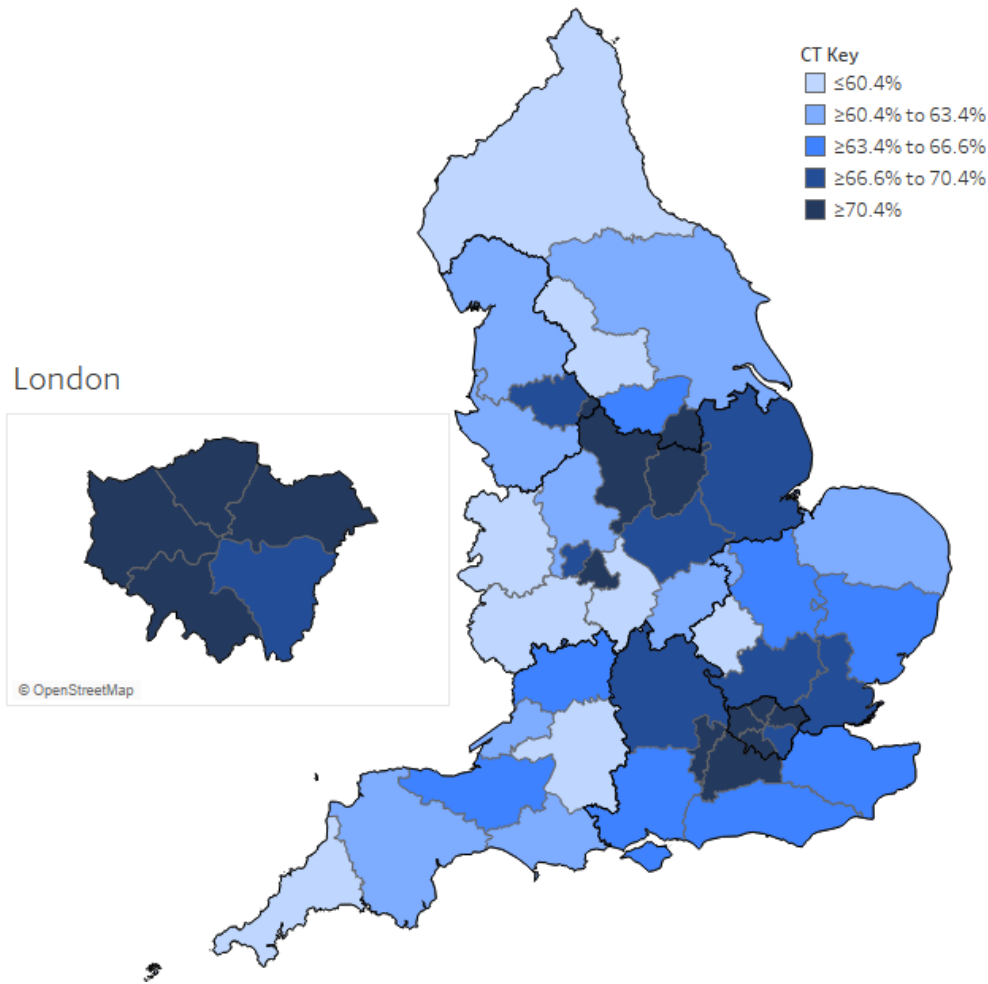 CT Key
≤60.4%
≥60.4% to 63.4%
≥63.4% to 66.6%
≥66.6% to 70.4%
≥70.4%
London
© OpenStreetMap